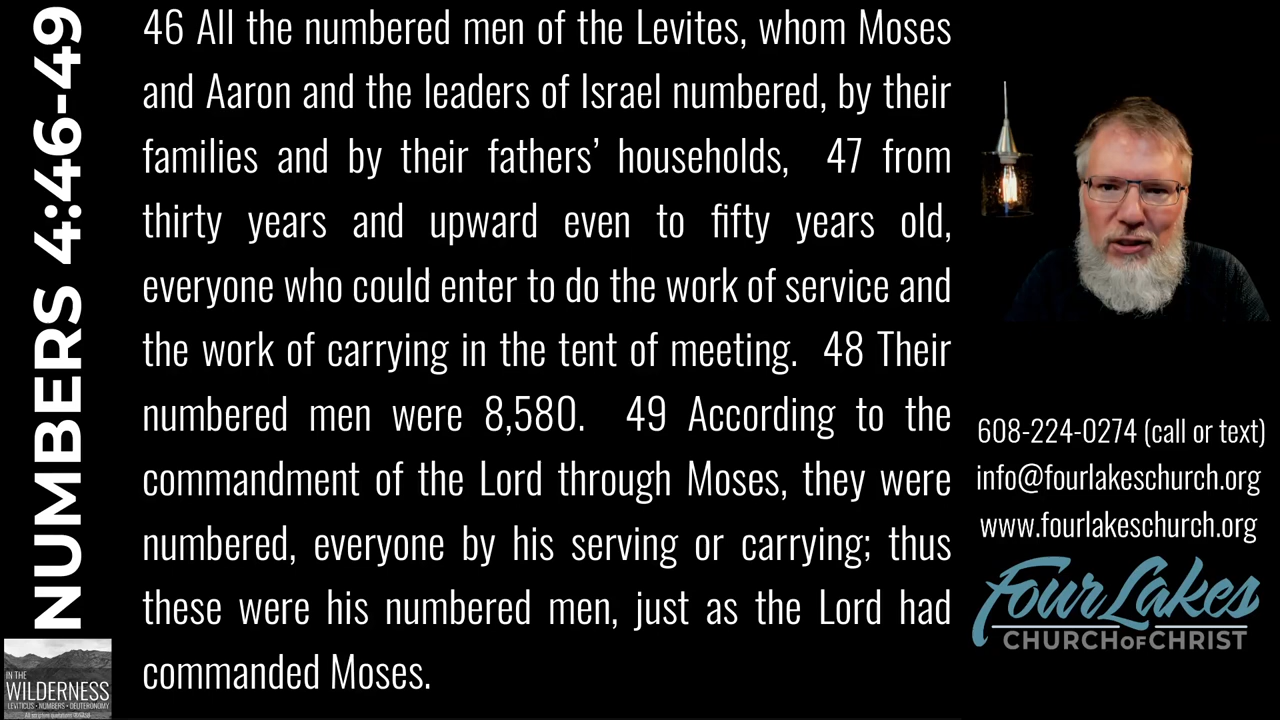 NUMBERS 4:46-49
46 All the numbered men of the Levites, whom Moses
and Aaron and the leaders of Israel numbered, by their
families and by their fathers’ households,  47 from
thirty years and upward even to fifty years old,
everyone who could enter to do the work of service and
the work of carrying in the tent of meeting.  48 Their
numbered men were 8,580.  49 According to the
commandment of the Lord through Moses, they were
numbered, everyone by his serving or carrying; thus
these were his numbered men, just as the Lord had
commanded Moses.
608-224-0274 (call or text)
info@fourlakeschurch.org
www.fourlakeschurch.org
Four Lakes
CHURCH OF CHRIST
IN THE
WILDERNESS
LEVITICUS • NUMBERS • DEUTERONOMY
All scripture quotations